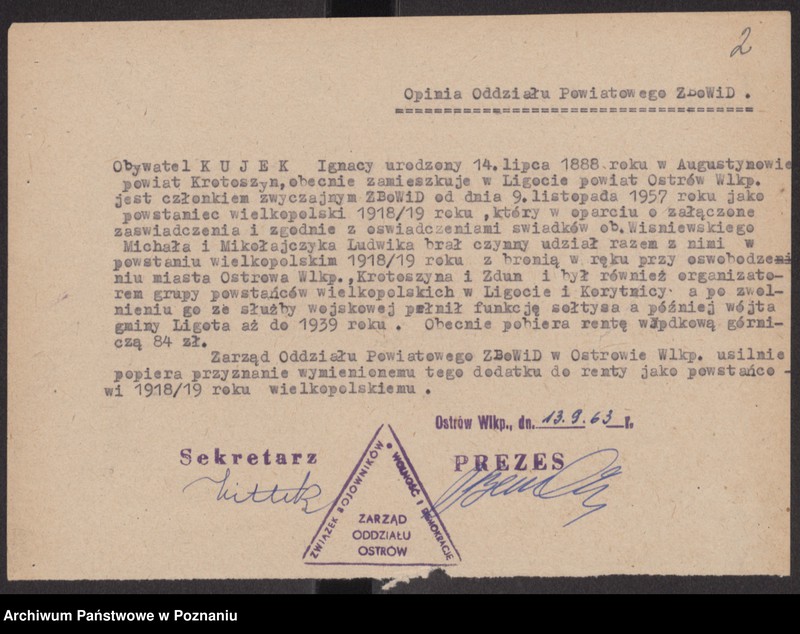 2
Opinia Oddziału Powiatowego ZBoWiD .
Obywatel K U J E K Ignacy urodzony 14. lipca 1888 roku w Augustynowie
powiat Krotoszyn, obecnie zamieszkuje w Ligocie powiat Ostrów Wlkp.
jest członkiem zwyczajnym ZBoWiD od dnia 9. listopada 1957 roku jako
powstaniec wielkopolski 1918/19 roku ,który w oparciu o załączone
zaswiadczenia i zgodnie z oswiadczeniami swiadków ob. Wisniewskiego
Michała i Mikołajczyka Ludwika brał czynny udział razem z nimi w
powstaniu wielkopolskim 1918/19 roku z bronią w ręku przy oswobodzeni
niu miasta Ostrowa Wlkp., Krotoszyna i Zdun i był również organizato-
rem grupy powstańców wielkopolskich w Ligocie i Korytnicy a po zwol-
nieniu go ze służby wojskowej pełnił funkcję sołtysa a później wójta
gminy Ligota aż do 1939 roku . Obecnie pobiera rentę wypdkową górni-
czą 84 zł.
Zarząd Oddziału Powiatowego ZBoWiD w Ostrowie Wlkp. usilnie
popiera przyznanie wymienionemu tego dodatku do renty jako powstańco -
wi 1918/19 roku wielkopolskiemu .
Ostrów Wlkp., dn. 13.9.63 r.
Sekretarz
PREZES
ZWIĄZEK BOJOWNIKÓW • WOLNOŚĆ I DEMOKRACJĘ
ZARZĄD
ODDZIAŁU
OSTRÓW
Archiwum Państwowe w Poznaniu